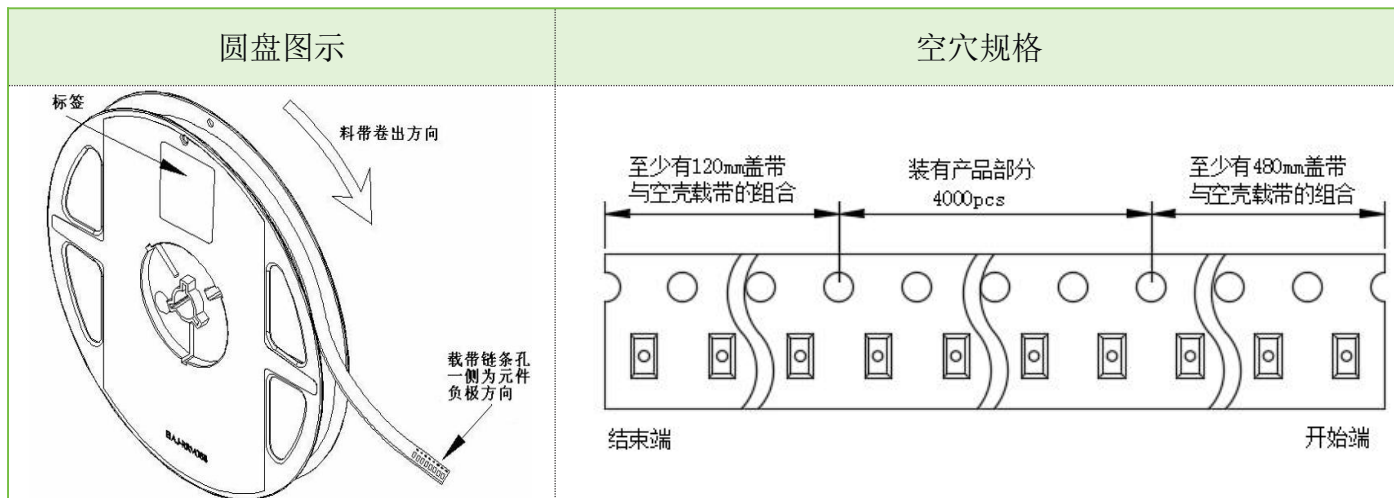 圆盘图示
空穴规格
标签
料带卷出方向
载带链条孔
一侧为元件
负极方向
至少有120mm盖带
与空壳载带的组合
装有产品部分
4000pcs
至少有480mm盖带
与空壳载带的组合
结束端
开始端